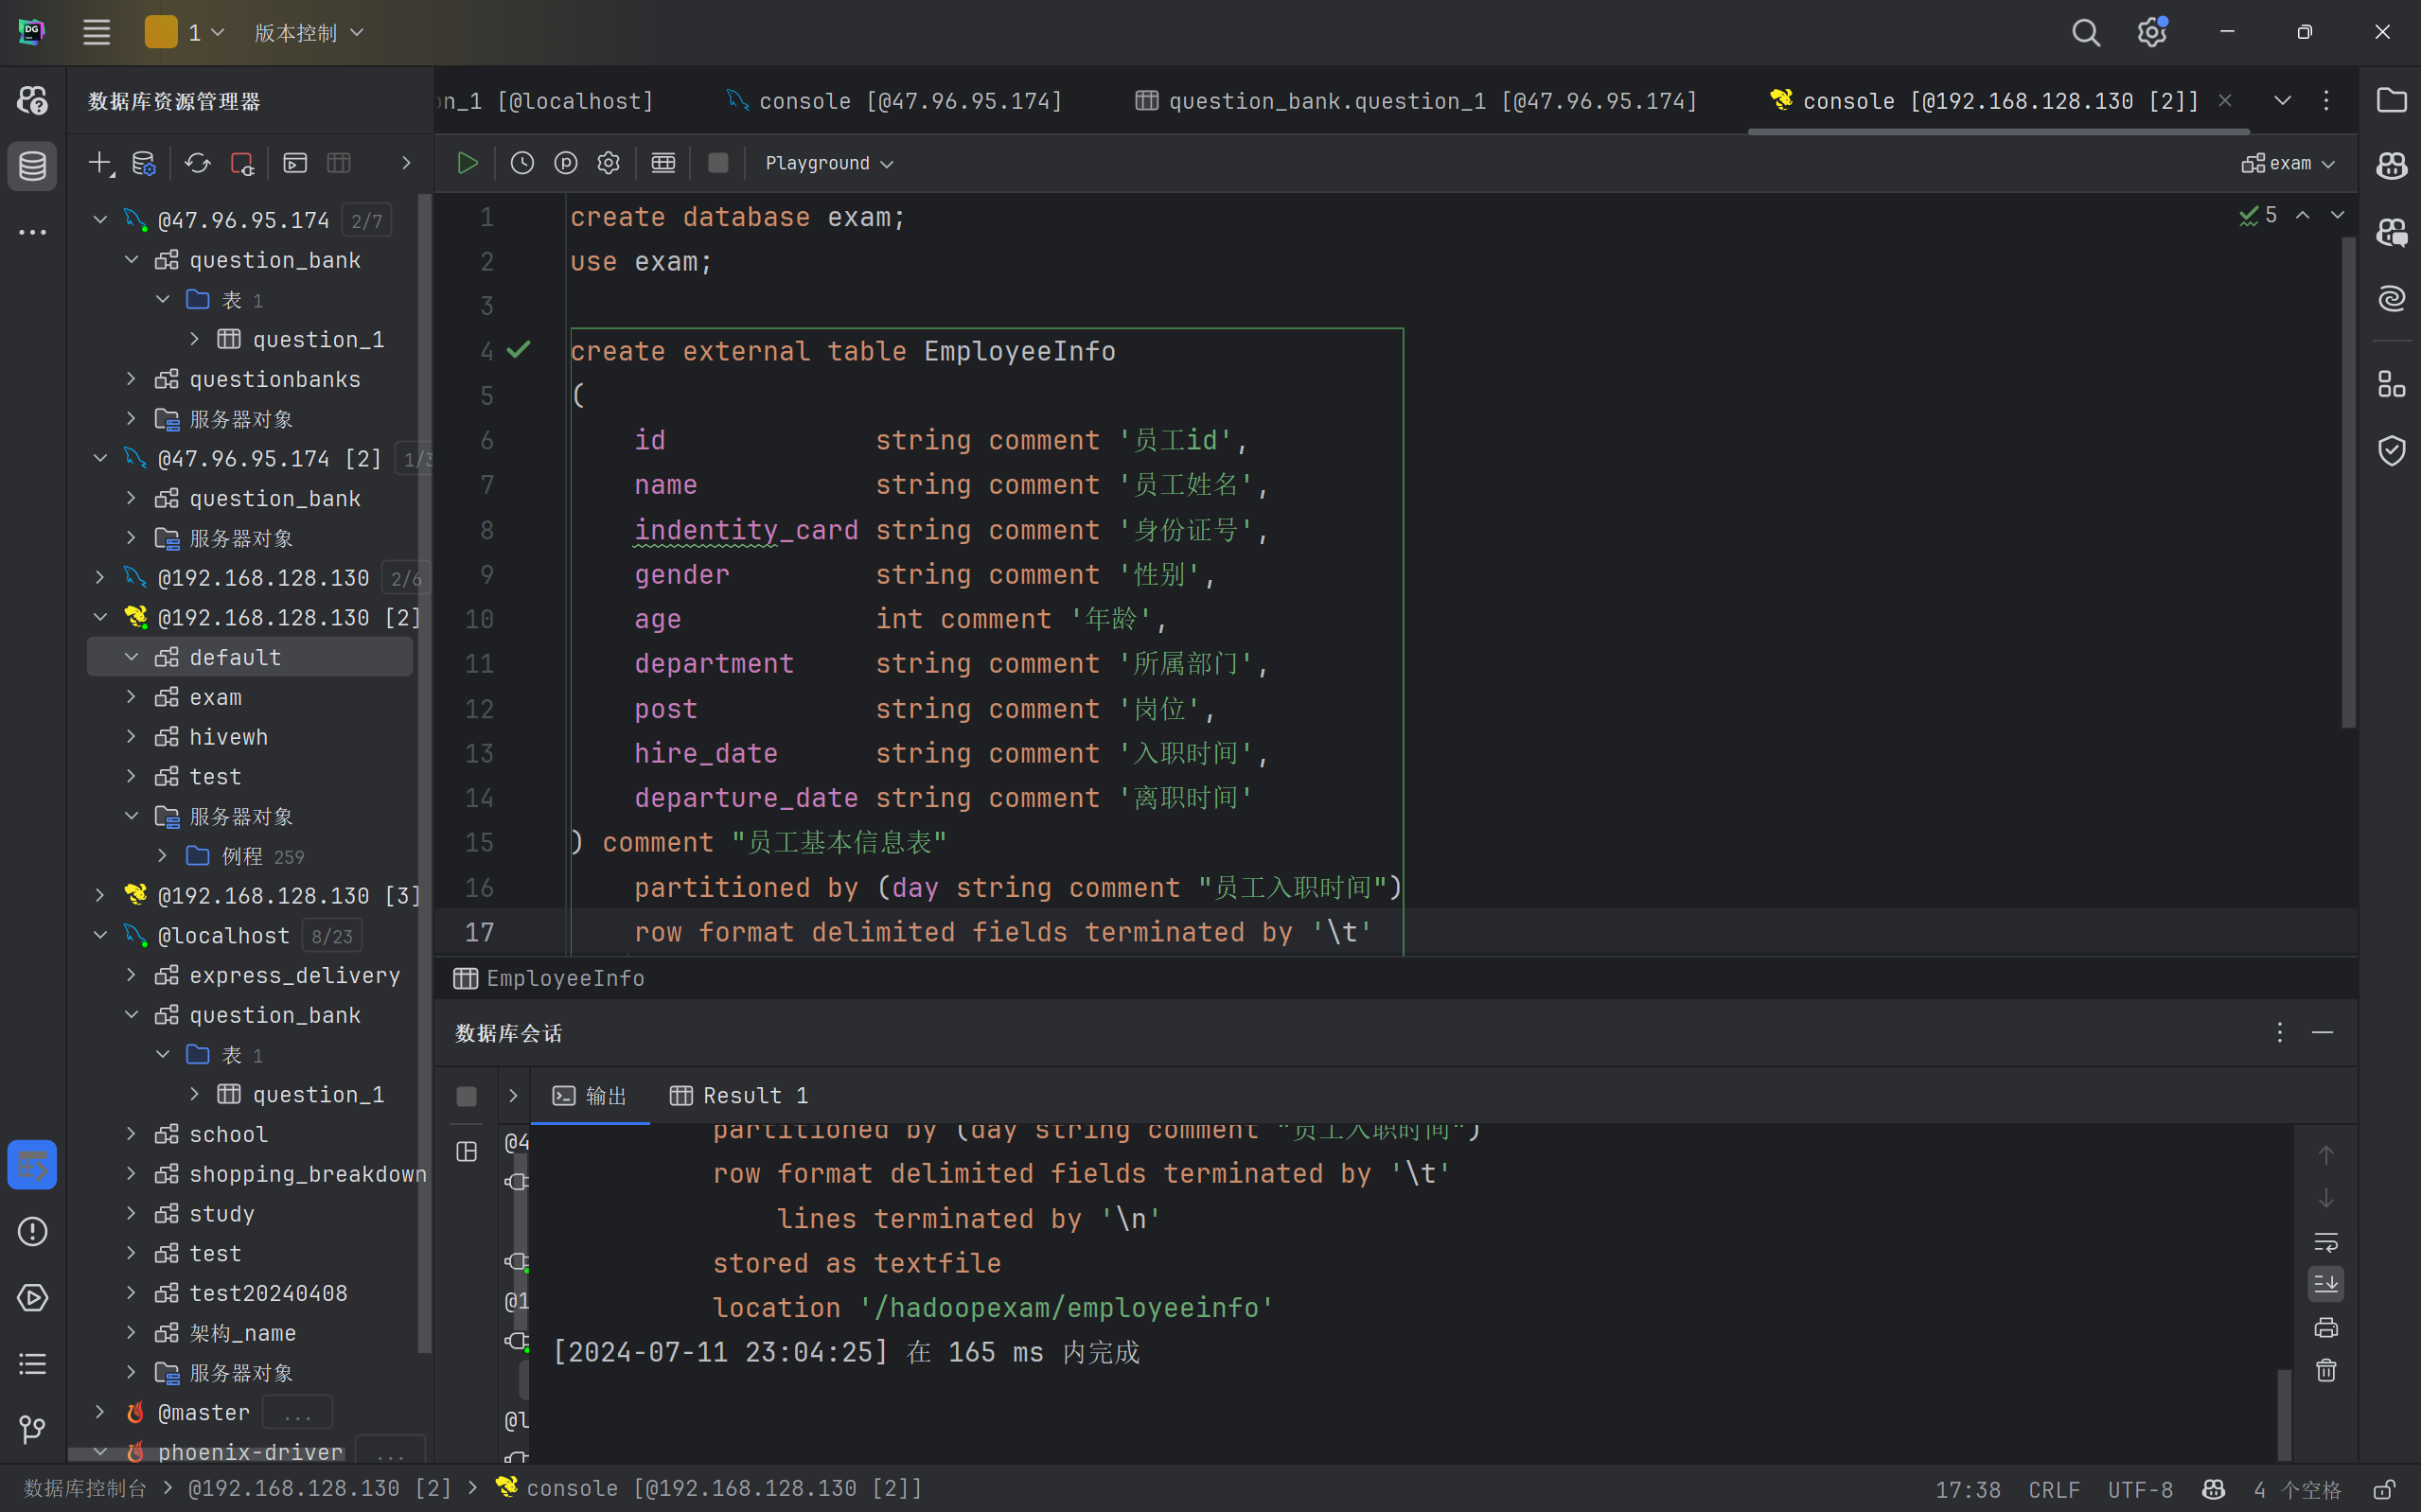 DG
1
版本控制
数据库资源管理器
n_1 [@localhost]
console [@47.96.95.174]
question_bank.question_1 [@47.96.95.174]
console [@192.168.128.130 [2]]
Playground
exam
@47.96.95.174 2/7
question_bank
表 1
question_1
questionbanks
服务器对象
@47.96.95.174 [2] 1/3
question_bank
服务器对象
@192.168.128.130 2/6
@192.168.128.130 [2]
default
exam
hivewh
test
服务器对象
例程 259
@192.168.128.130 [3]
@localhost 8/23
express_delivery
question_bank
表 1
question_1
school
shopping_breakdown
study
test
test20240408
架构_name
服务器对象
@master ...
phoenix-driver ...
5
1 create database exam;
2 use exam;
3
4 create external table EmployeeInfo
5 (
6 id string comment '员工id',
7 name string comment '员工姓名',
8 indentity_card string comment '身份证号',
9 gender string comment '性别',
10 age int comment '年龄',
11 department string comment '所属部门',
12 post string comment '岗位',
13 hire_date string comment '入职时间',
14 departure_date string comment '离职时间'
15 ) comment "员工基本信息表"
16 partitioned by (day string comment "员工入职时间")
17 row format delimited fields terminated by '\t'
EmployeeInfo
数据库会话
输出
Result 1
@4
@1
@l
partitioned by (day string comment "员工入职时间")
row format delimited fields terminated by '\t'
lines terminated by '\n'
stored as textfile
location '/hadoopexam/employeeinfo'
[2024-07-11 23:04:25] 在 165 ms 内完成
数据库控制台 > @192.168.128.130 [2] > console [@192.168.128.130 [2]]
17:38
CRLF
UTF-8
4 个空格